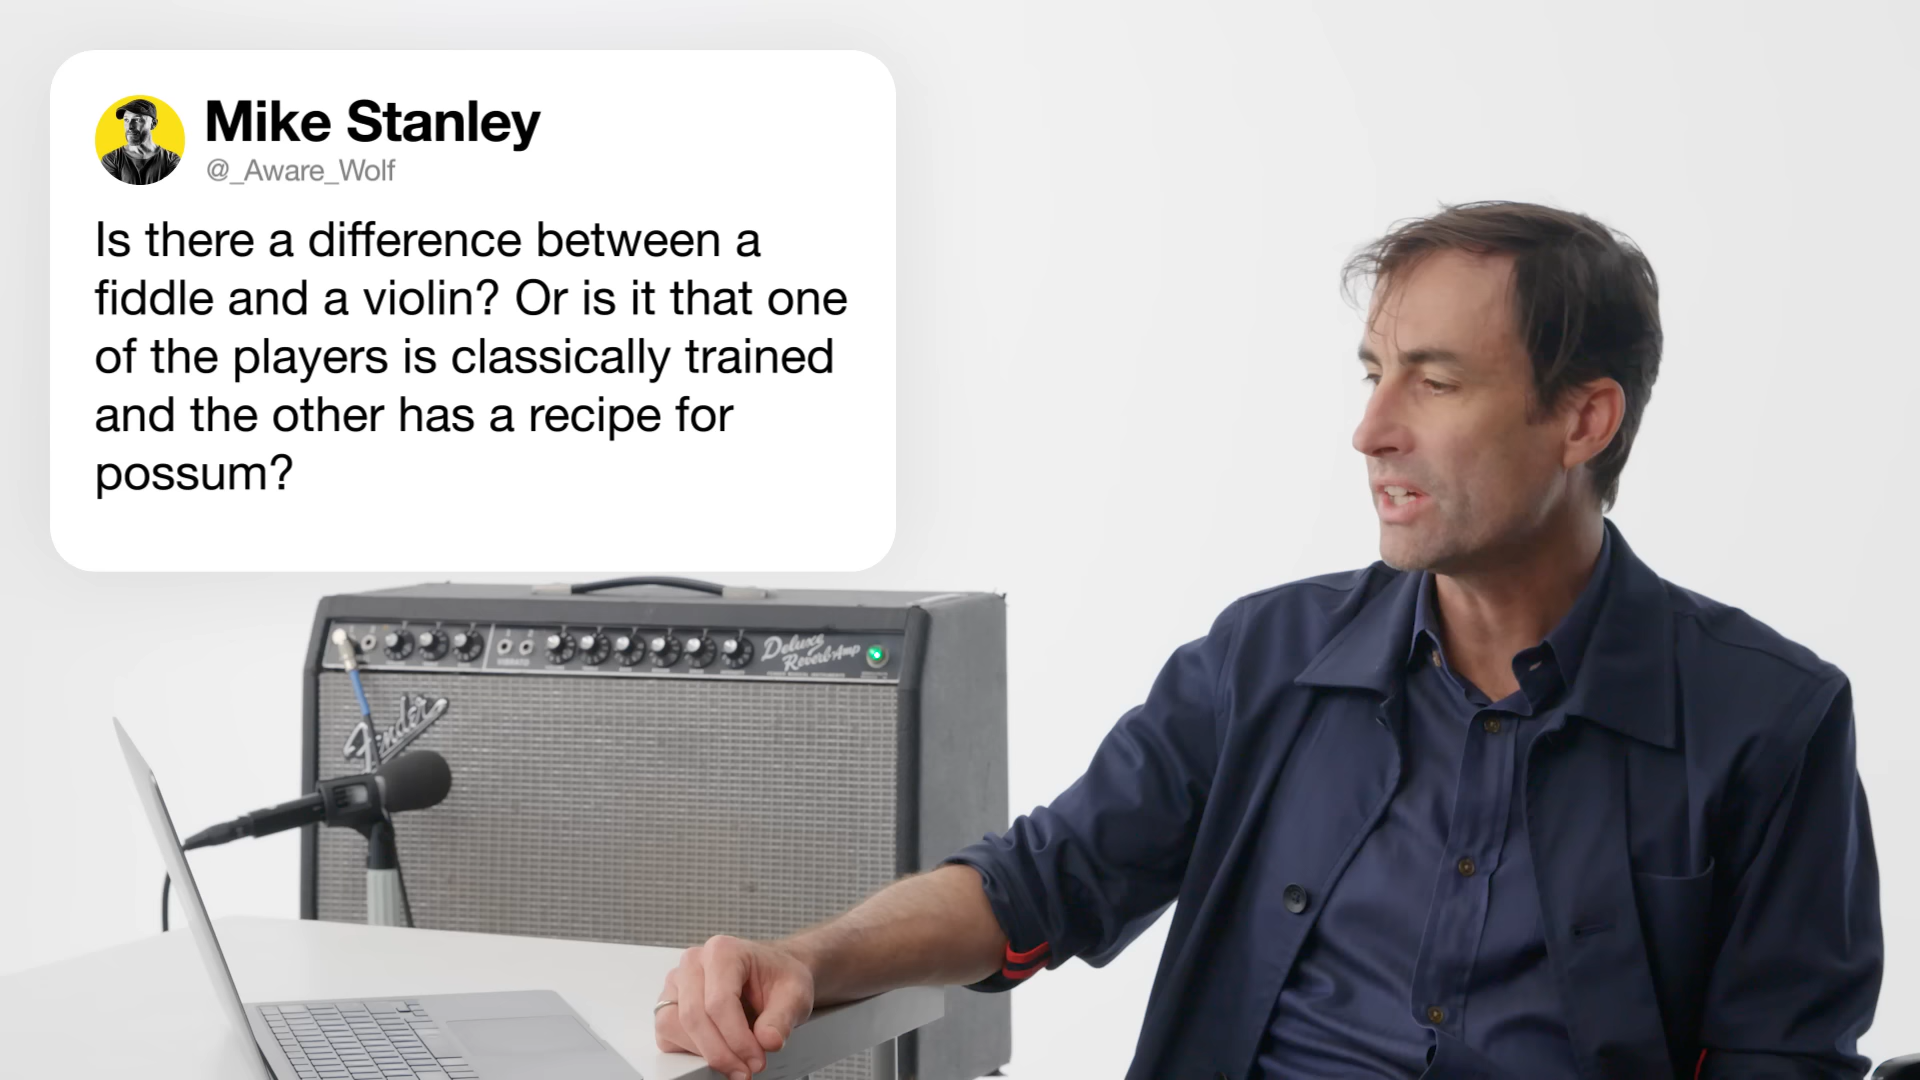 Mike Stanley
@_Aware_Wolf
Is there a difference between a
fiddle and a violin? Or is it that one
of the players is classically trained
and the other has a recipe for
possum?
VIBRATO
Deluxe
Reverb-Amp
Fender